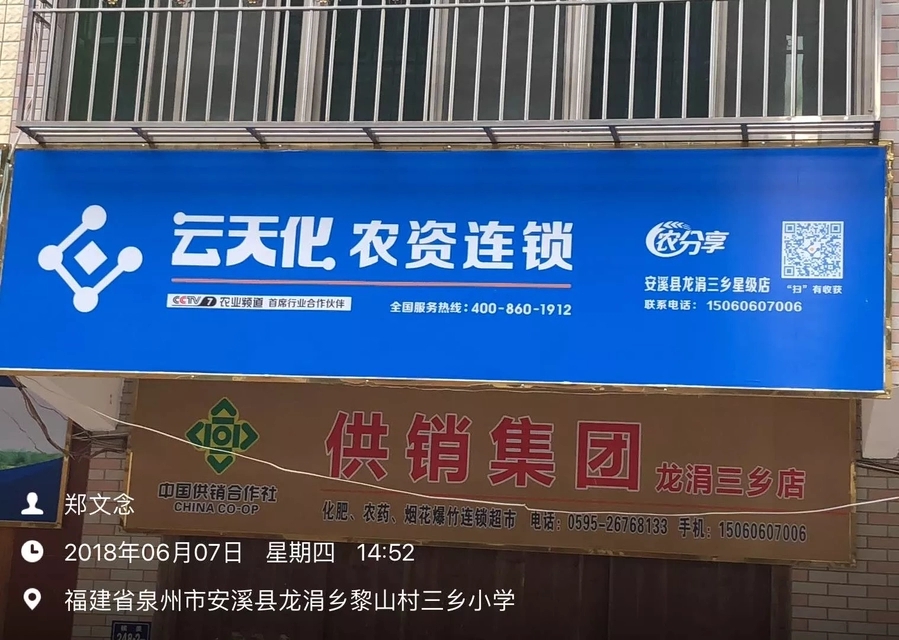 云天化 农资连锁
CCTV 7 农业频道 首席行业合作伙伴
全国服务热线：400-860-1912
农分享
安溪县龙涓三乡星级店
联系电话： 15060607006
“扫”有收获
供销集团 龙涓三乡店
中国供销合作社
CHINA CO-OP
化肥、农药、烟花爆竹连锁超市 电话：0595-26768133 手机：15060607006
郑文念
2018年06月07日 星期四 14:52
福建省泉州市安溪县龙涓乡黎山村三乡小学